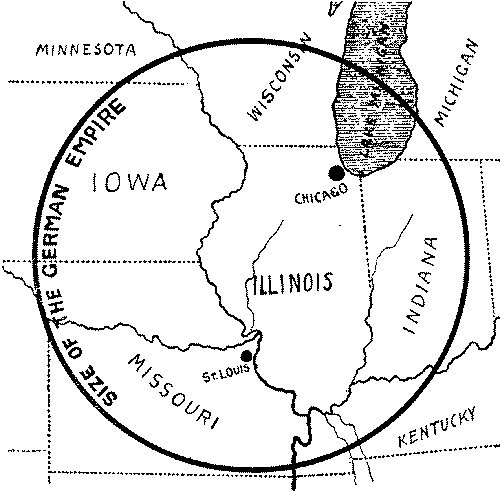 MINNESOTA
WISCONSIN
LAKE MICHIGAN
MICHIGAN
SIZE OF THE GERMAN EMPIRE
IOWA
CHICAGO
ILLINOIS
INDIANA
MISSOURI
ST. LOUIS
KENTUCKY